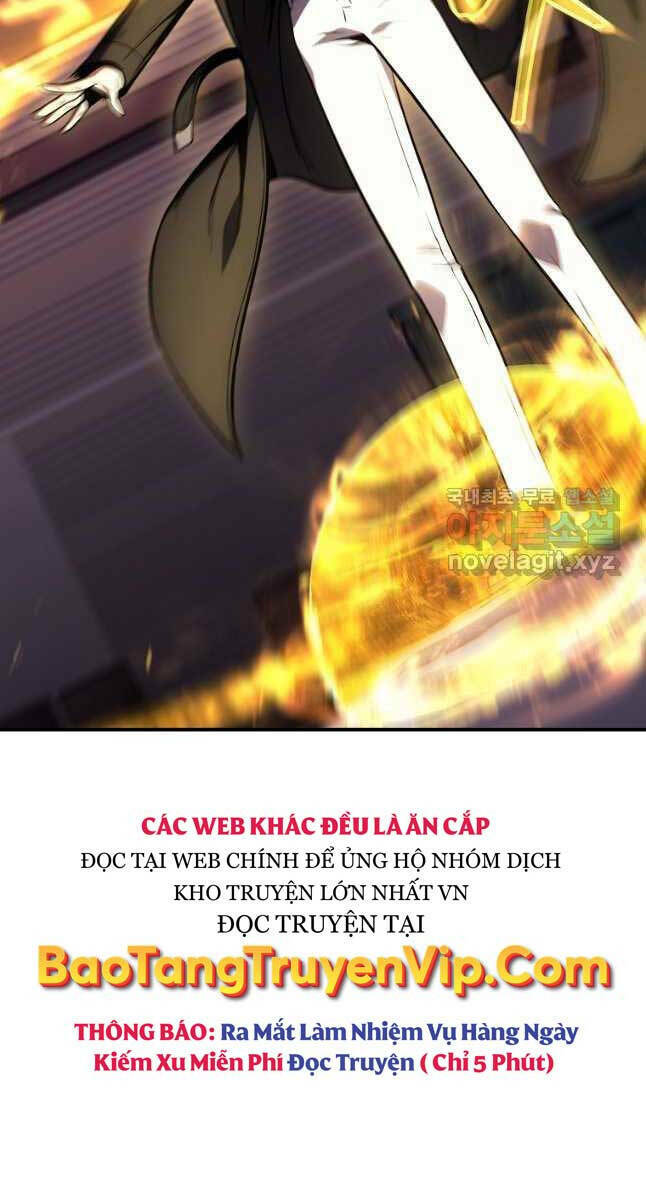 국내최초 무료 웹소설
아지툰소설
novelagit.xyz
CÁC WEB KHÁC ĐỀU LÀ ĂN CẮP
ĐỌC TẠI WEB CHÍNH ĐỂ ỦNG HỘ NHÓM DỊCH
KHO TRUYỆN LỚN NHẤT VN
ĐỌC TRUYỆN TẠI
BaoTangTruyenVip.Com
THÔNG BÁO: Ra Mắt Làm Nhiệm Vụ Hàng Ngày
Kiếm Xu Miễn Phí Đọc Truyện ( Chỉ 5 Phút)